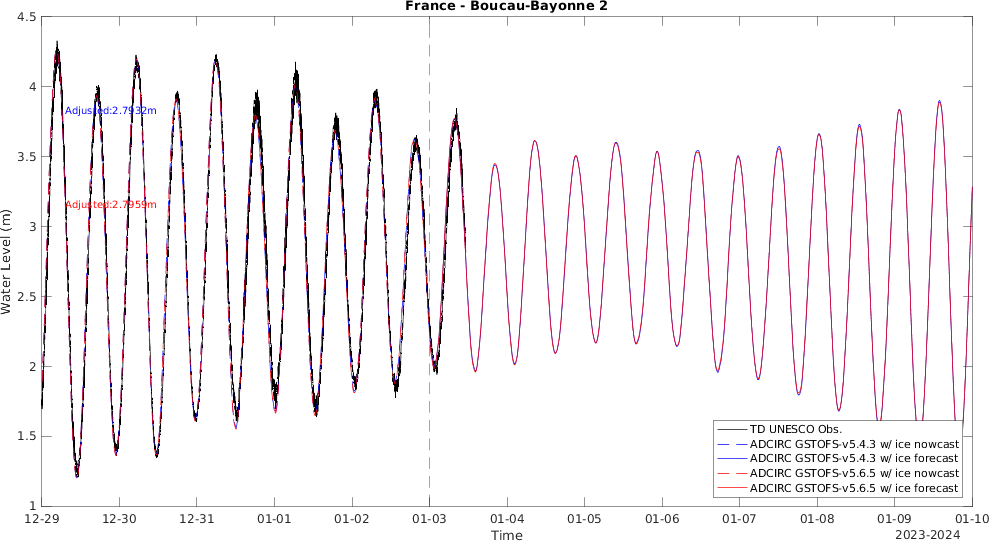 France - Boucau-Bayonne 2
Water Level (m)
4.5
4
3.5
3
2.5
2
1.5
1
Adjusted:2.7932m
Adjusted:2.7959m
TD UNESCO Obs.
ADCIRC GSTOFS-v5.4.3 w/ ice nowcast
ADCIRC GSTOFS-v5.4.3 w/ ice forecast
ADCIRC GSTOFS-v5.6.5 w/ ice nowcast
ADCIRC GSTOFS-v5.6.5 w/ ice forecast
12-29 12-30 12-31 01-01 01-02 01-03 01-04 01-05 01-06 01-07 01-08 01-09 01-10
Time
2023-2024